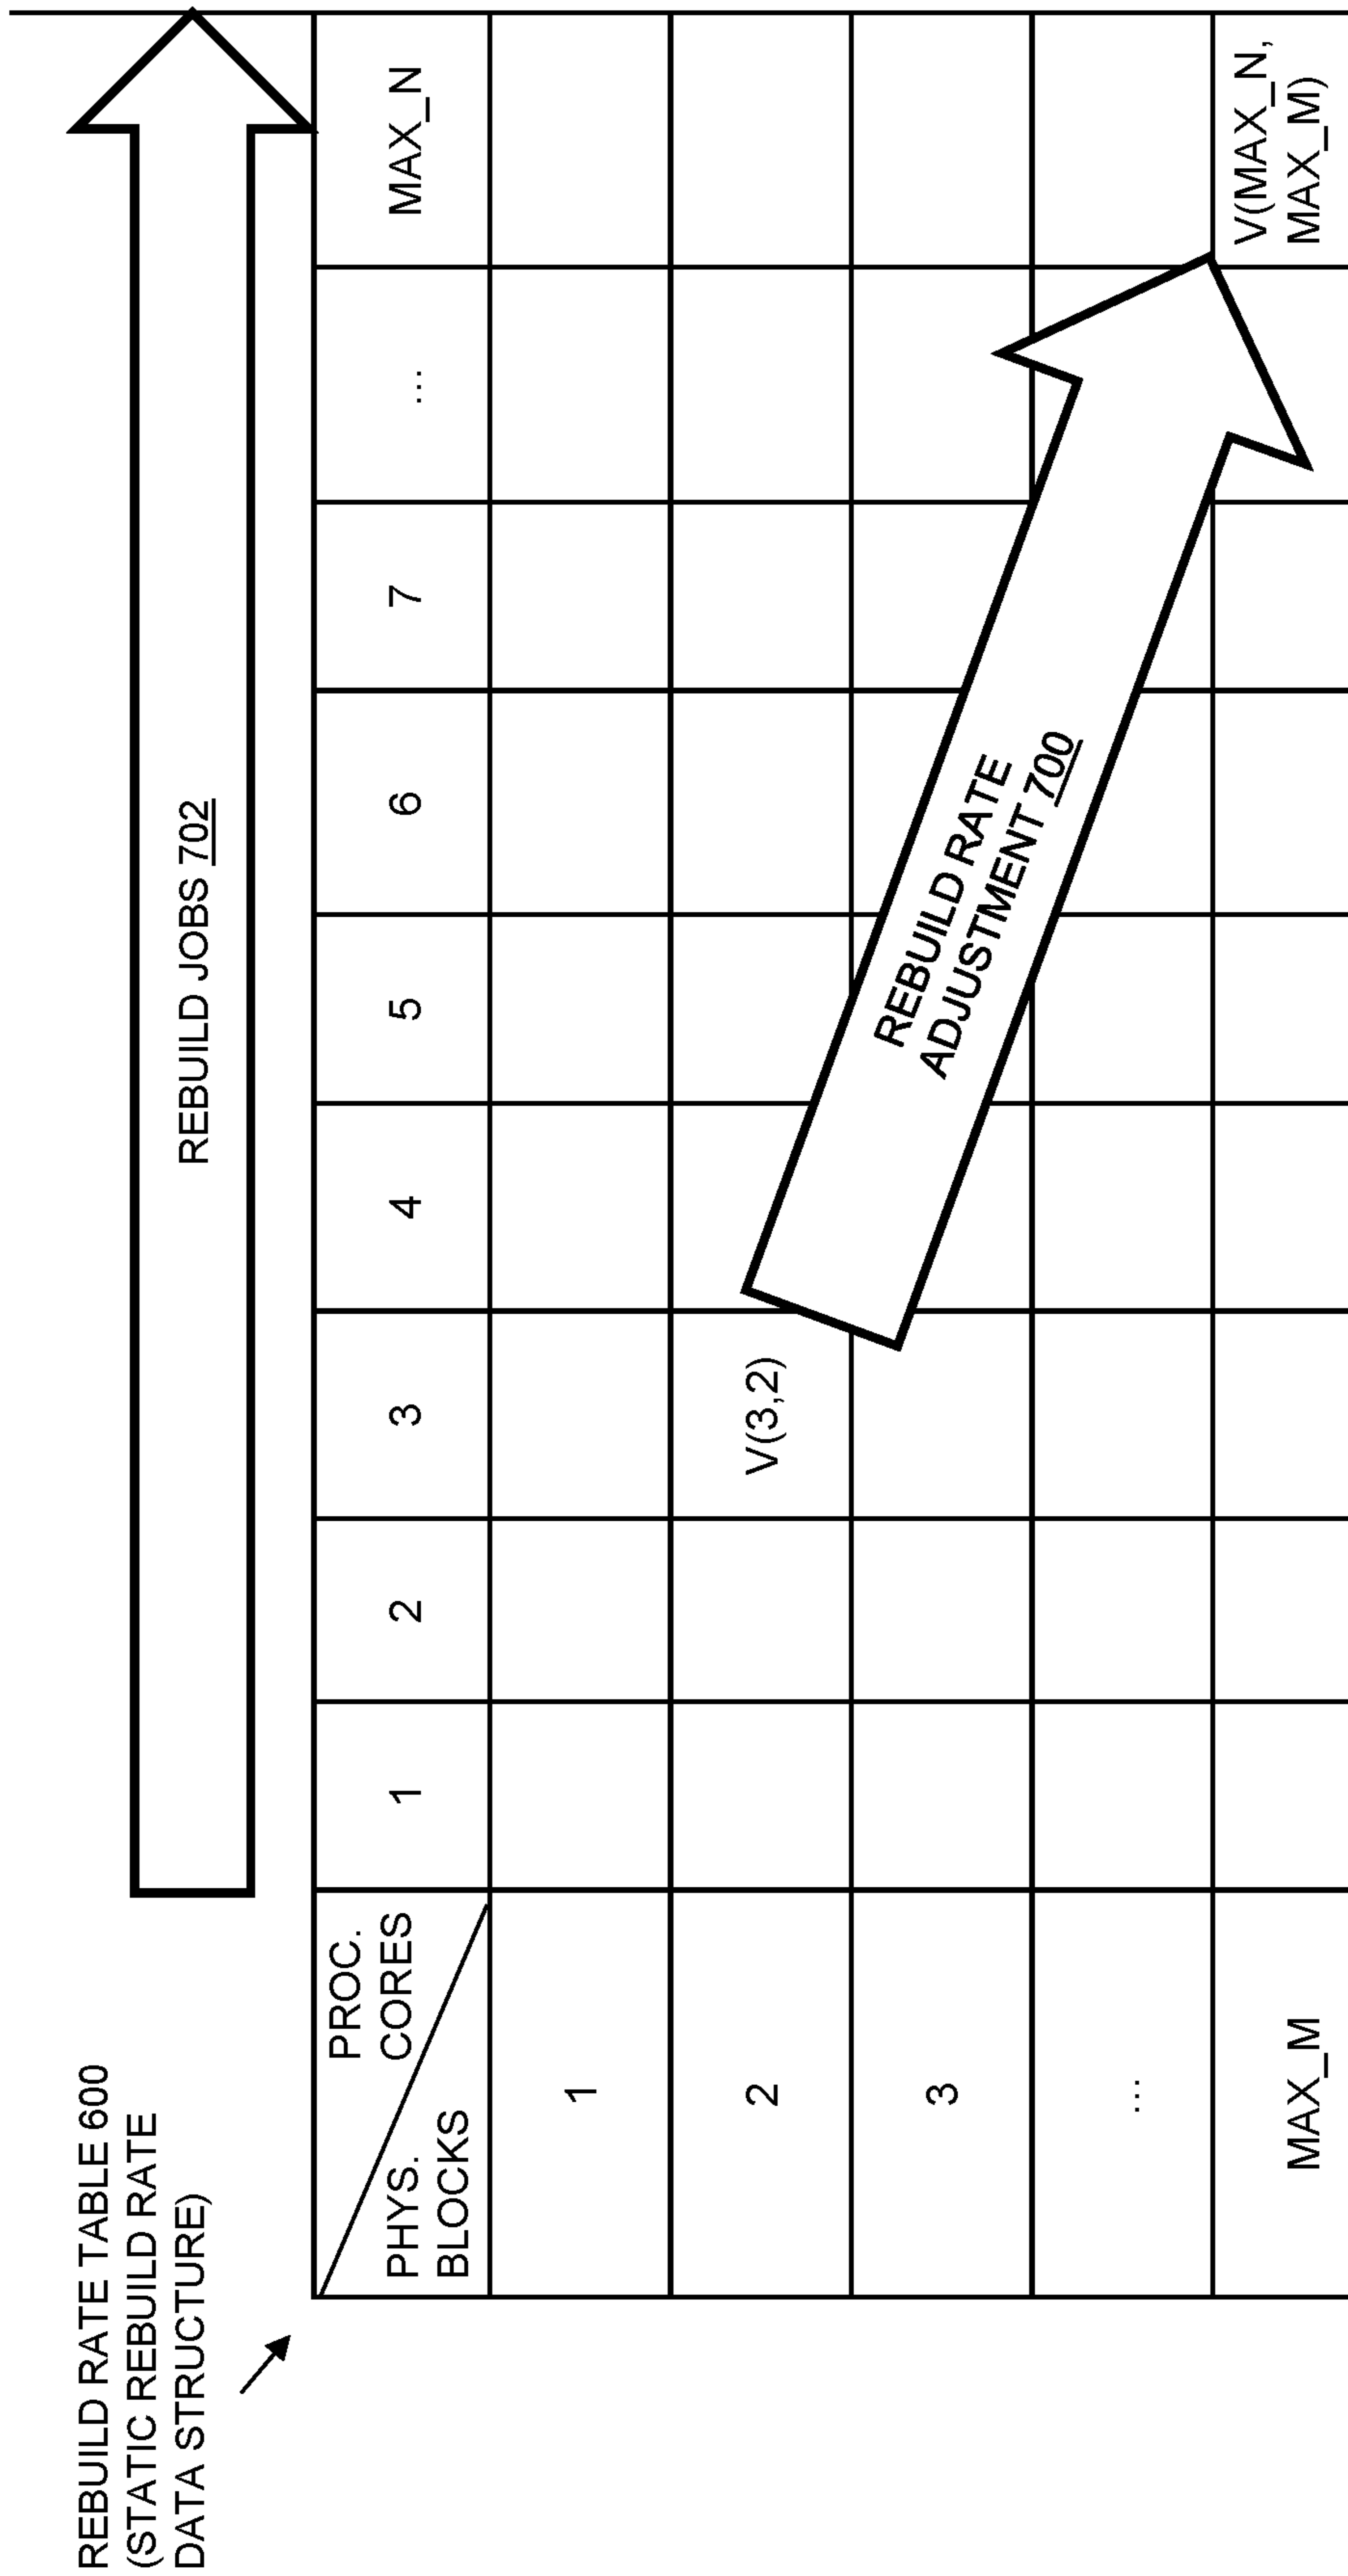 REBUILD RATE TABLE 600
(STATIC REBUILD RATE
DATA STRUCTURE)
REBUILD JOBS 702
PROC.
CORES
PHYS.
BLOCKS
1
2
3
4
5
6
7
...
MAX_N
1
2
V(3,2)
3
...
REBUILD RATE
ADJUSTMENT 700
MAX_M
V(MAX_N,
MAX_M)